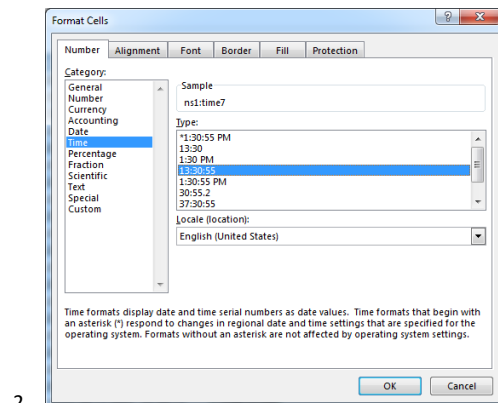 Format Cells
Number Alignment Font Border Fill Protection
Category:
General
Number
Currency
Accounting
Date
Time
Percentage
Fraction
Scientific
Text
Special
Custom
Sample
ns1:time7
Type:
*1:30:55 PM
13:30
1:30 PM
13:30:55
1:30:55 PM
30:55.2
37:30:55
Locale (location):
English (United States)
Time formats display date and time serial numbers as date values. Time formats that begin with
an asterisk (*) respond to changes in regional date and time settings that are specified for the
operating system. Formats without an asterisk are not affected by operating system settings.
OK Cancel